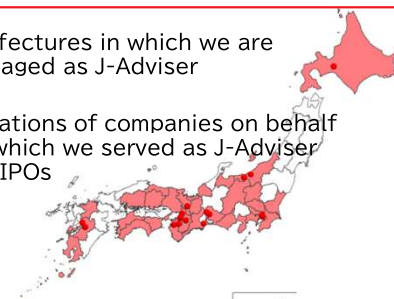 fectures in which we are
aged as J-Adviser
ations of companies on behalf
which we served as J-Adviser
IPOs